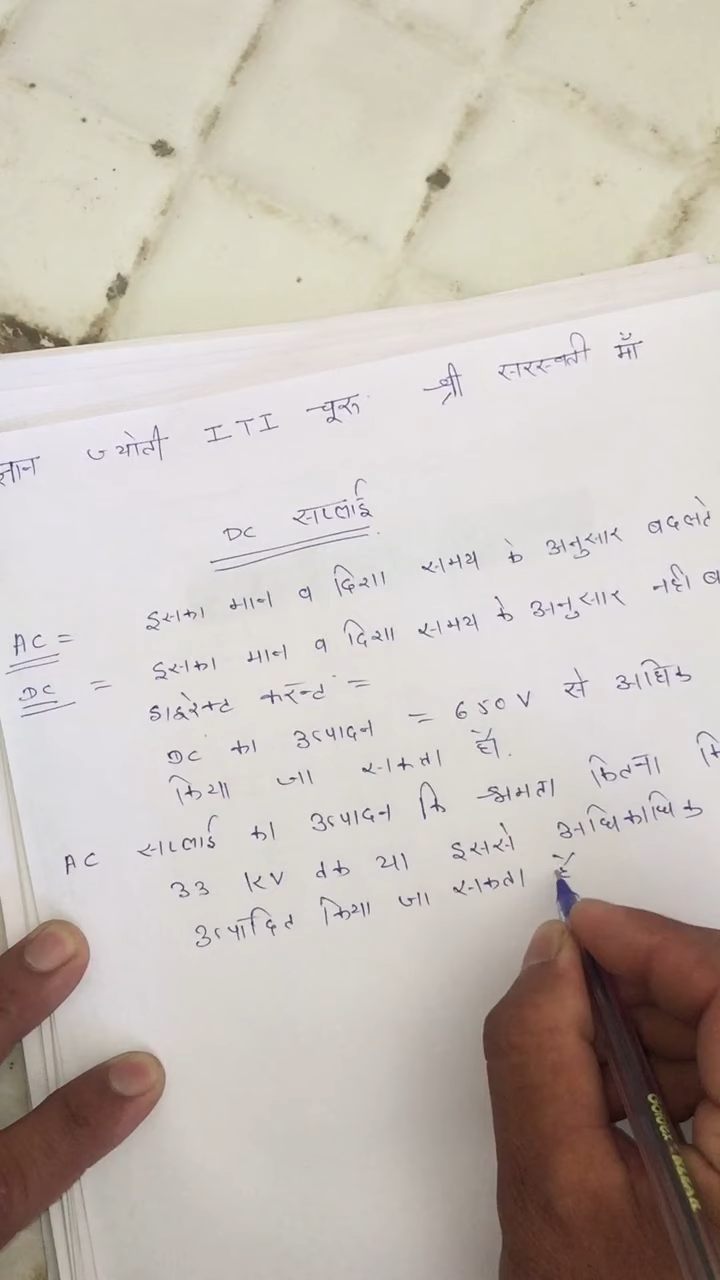 ज्ञान ज्योती ITI चूरू श्री सरस्वती माँ
DC सप्लाई
AC = इसका मान व दिशा समय के अनुसार बदलते
DC = इसका मान व दिशा समय के अनुसार नही
डाइरेक्ट करॅन्ट =
DC का उत्पादन = 650V से अधिक
किया जा सकता हैं.
AC सप्लाई का उत्पादन कि क्षमता कितना
33 KV तक या इससे अधिकाधिक
उत्पादित किया जा सकता है